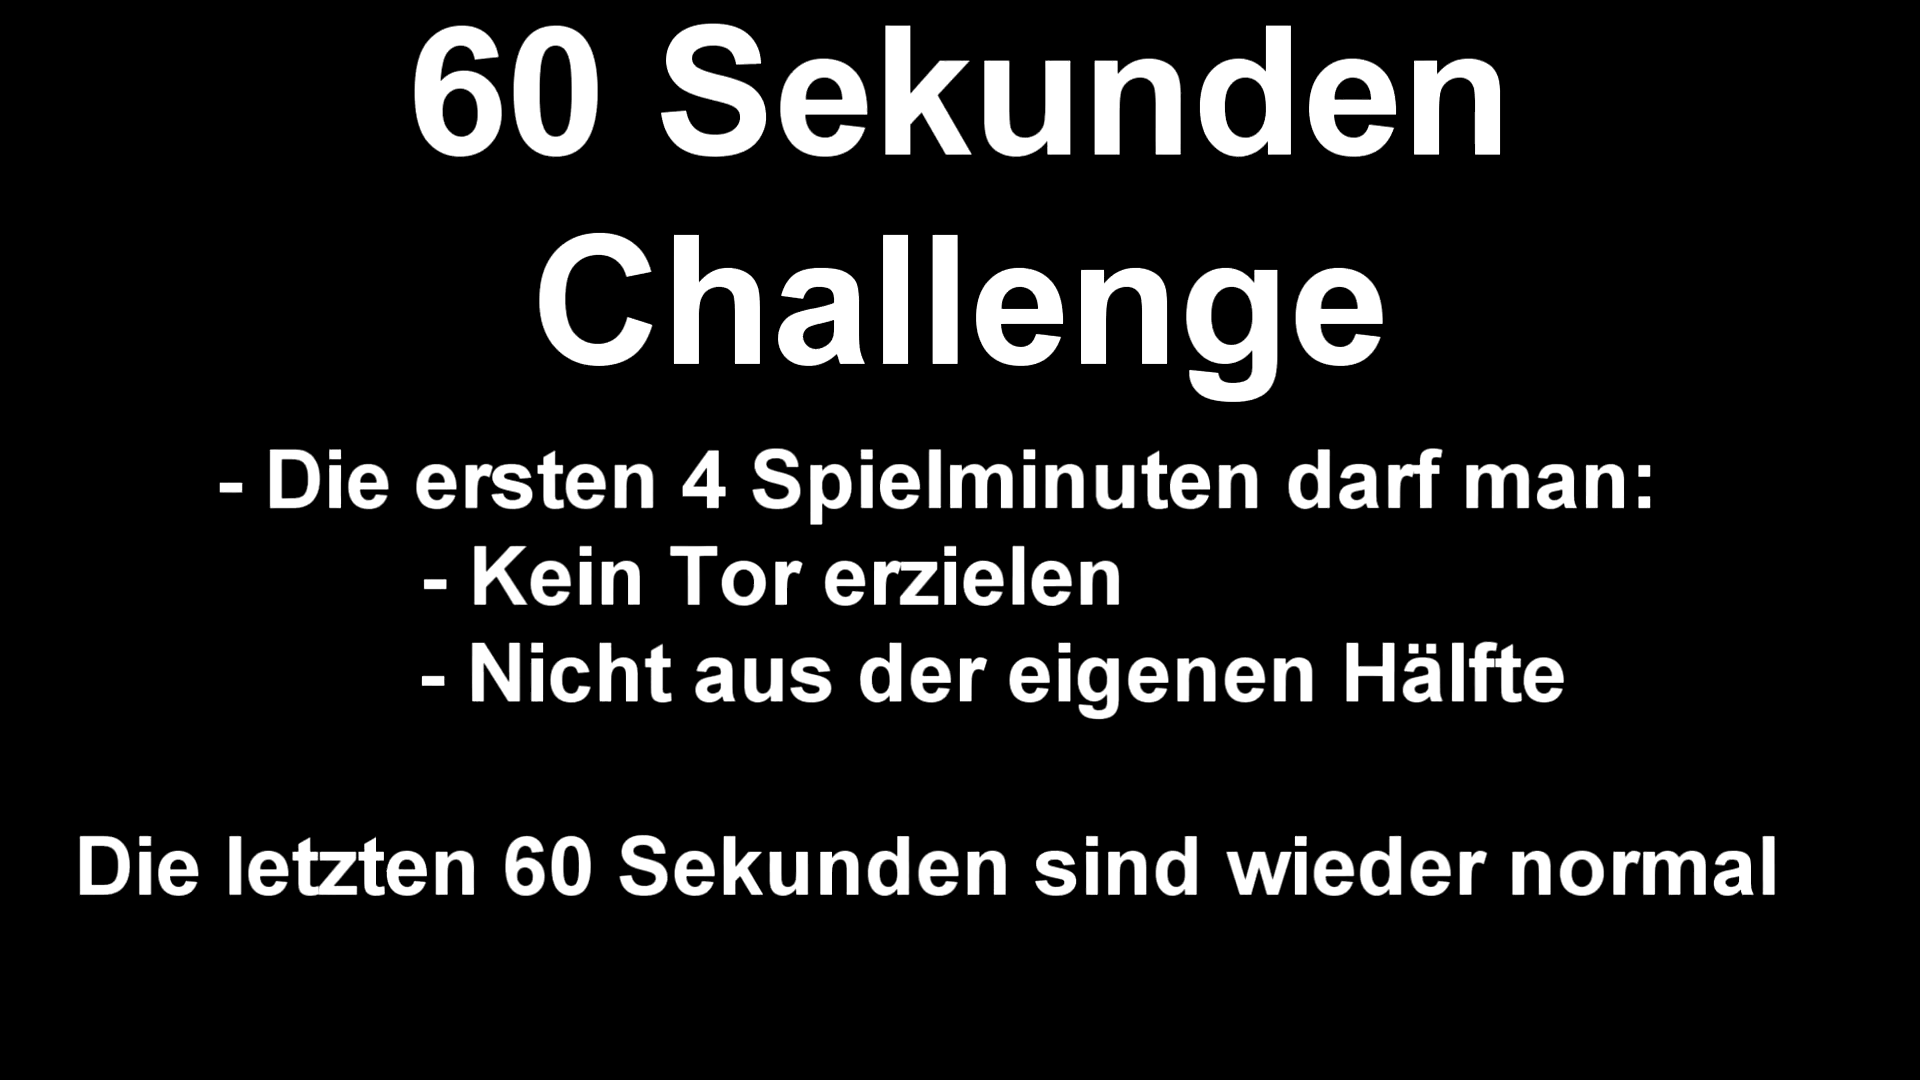 60 Sekunden
Challenge
- Die ersten 4 Spielminuten darf man:
- Kein Tor erzielen
- Nicht aus der eigenen Hälfte
Die letzten 60 Sekunden sind wieder normal